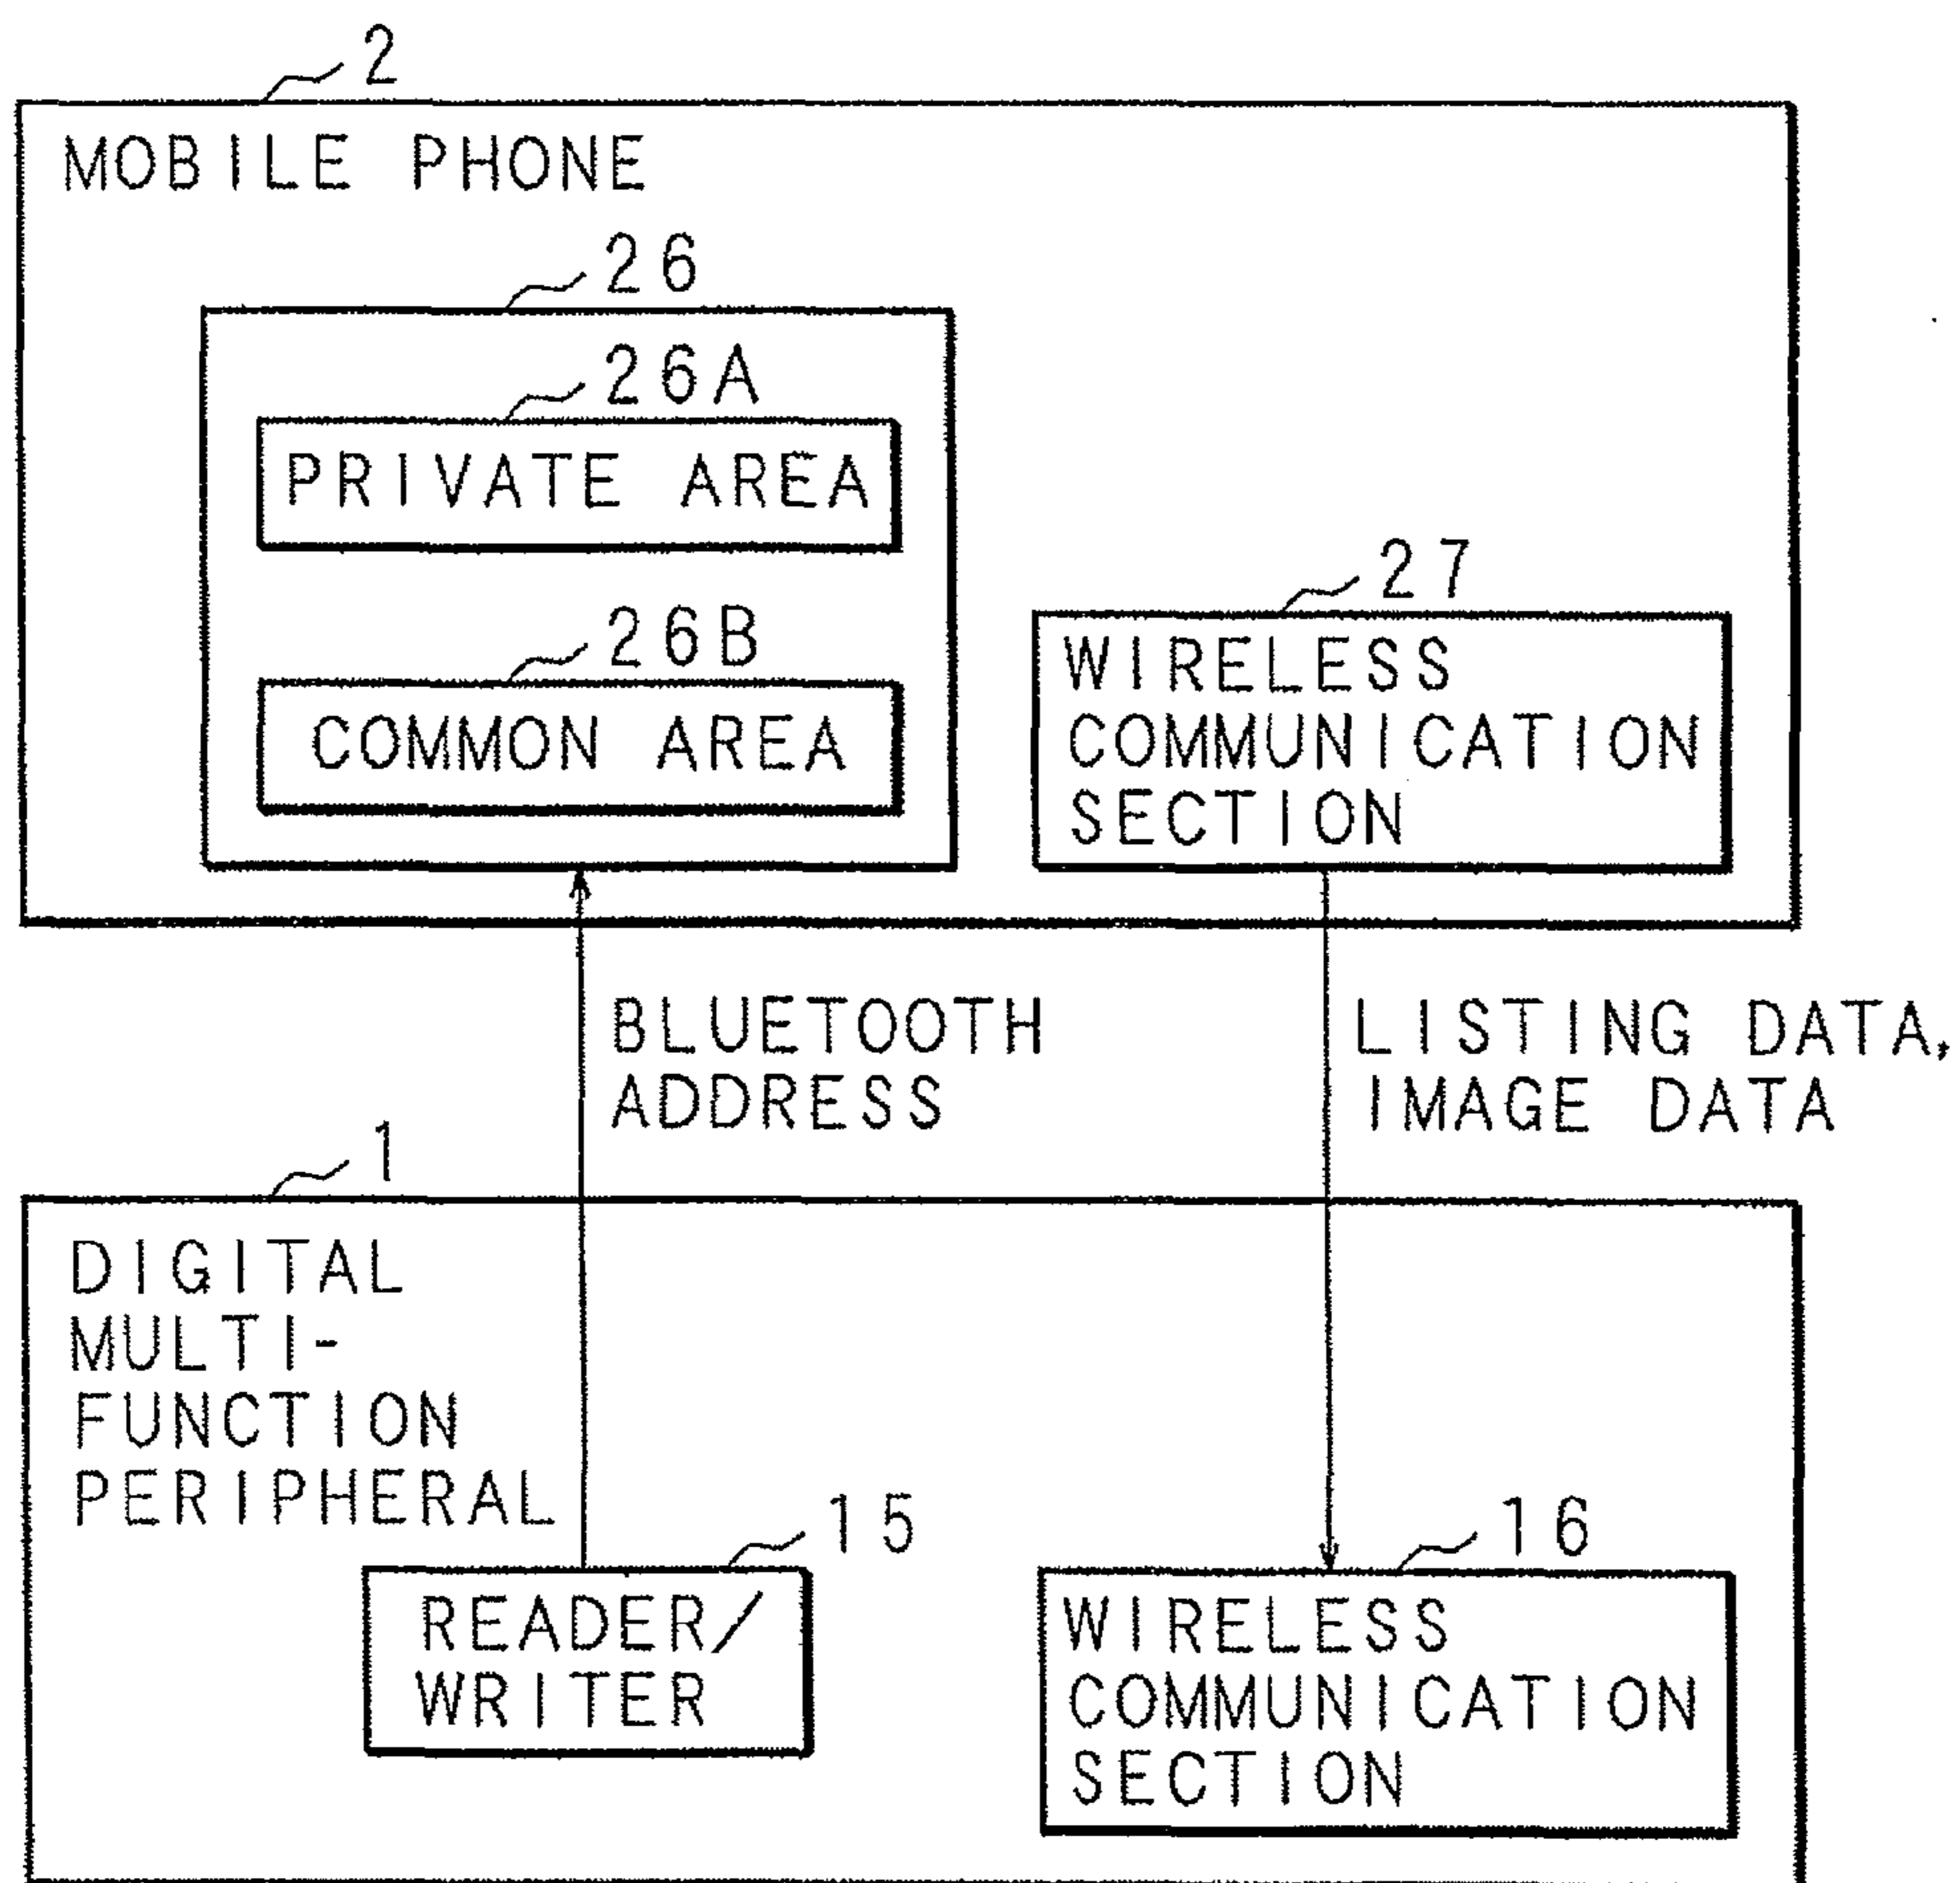 2
MOBILE PHONE
26
26A
PRIVATE AREA
26B
COMMON AREA
27
WIRELESS
COMMUNICATION
SECTION
BLUETOOTH
ADDRESS
LISTING DATA,
IMAGE DATA
1
DIGITAL
MULTI-
FUNCTION
PERIPHERAL
15
READER/
WRITER
16
WIRELESS
COMMUNICATION
SECTION